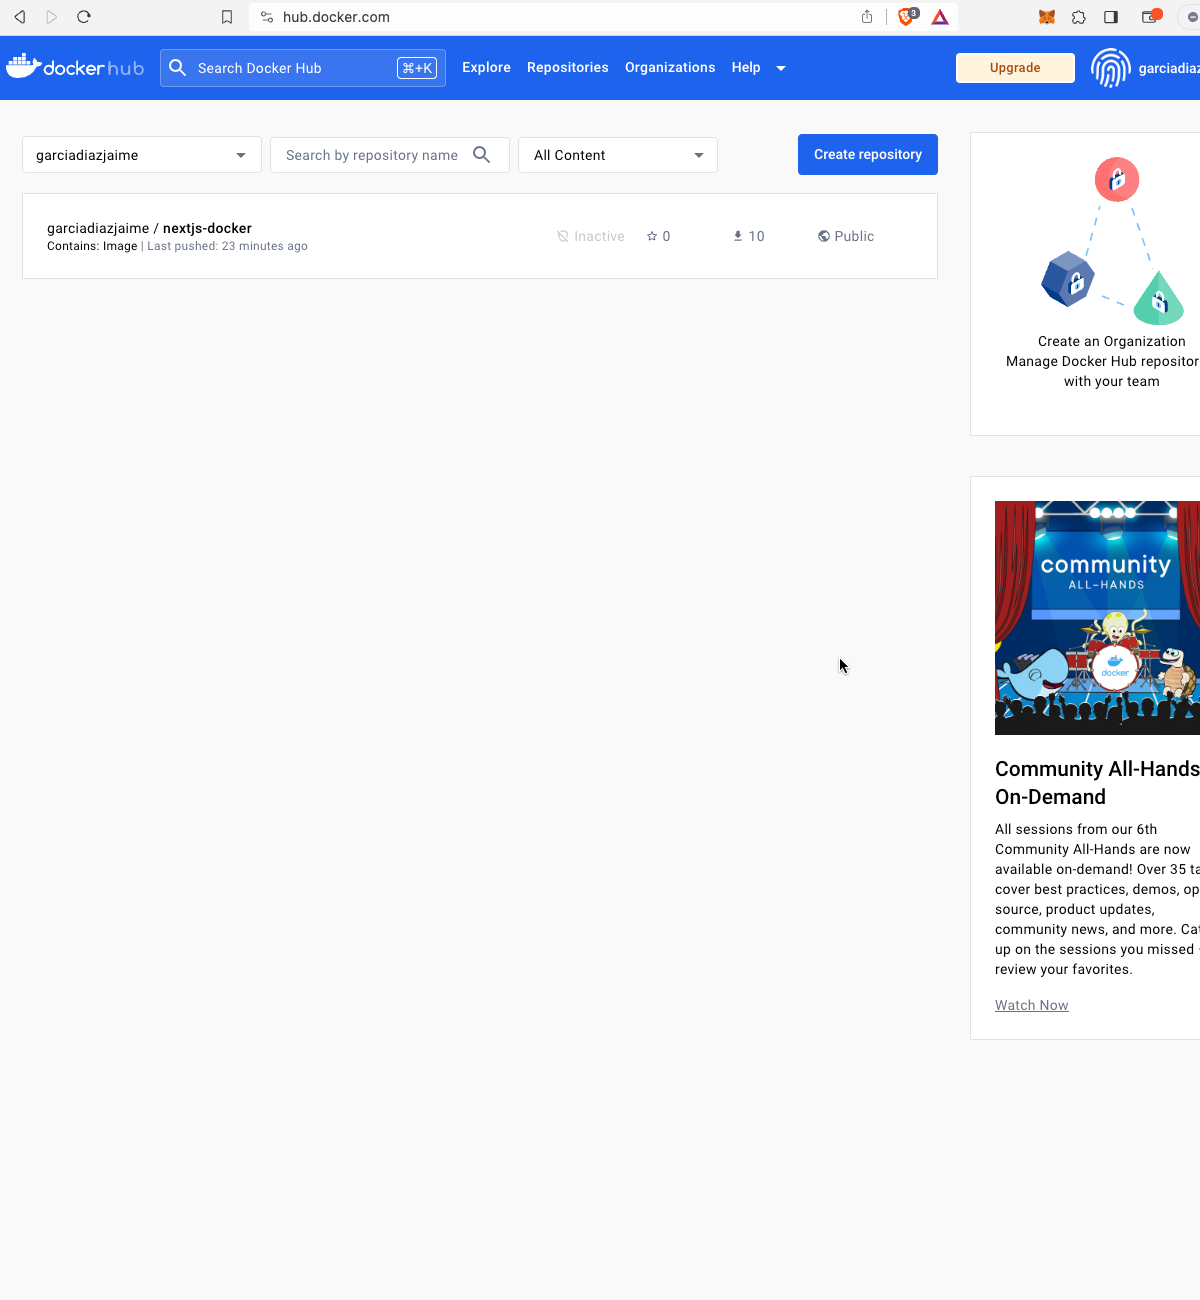 hub.docker.com
3
docker hub
Search Docker Hub
⌘+K
Explore
Repositories
Organizations
Help
Upgrade
garciadiaz
garciadiazjaime
Search by repository name
All Content
Create repository
garciadiazjaime / nextjs-docker
Contains: Image | Last pushed: 23 minutes ago
Inactive
0
10
Public
Create an Organization
Manage Docker Hub repositor
with your team
community
ALL-HANDS
docker
Community All-Hands
On-Demand
All sessions from our 6th
Community All-Hands are now
available on-demand! Over 35 ta
cover best practices, demos, op
source, product updates,
community news, and more. Cat
up on the sessions you missed
review your favorites.
Watch Now